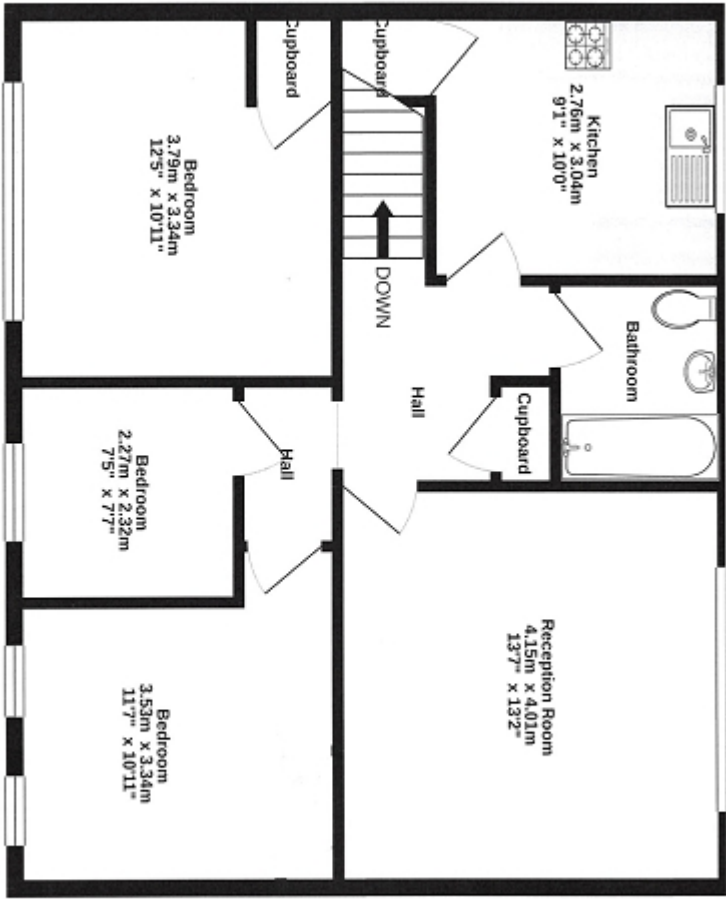 Cupboard
Cupboard
Kitchen
2.76m x 3.04m
9'1" x 10'0"
Bedroom
3.79m x 3.34m
12'5" x 10'11"
DOWN
Bathroom
Hall
Cupboard
Hall
Bedroom
2.27m x 2.32m
7'5" x 7'7"
Reception Room
4.15m x 4.01m
13'7" x 13'2"
Bedroom
3.53m x 3.34m
11'7" x 10'11"